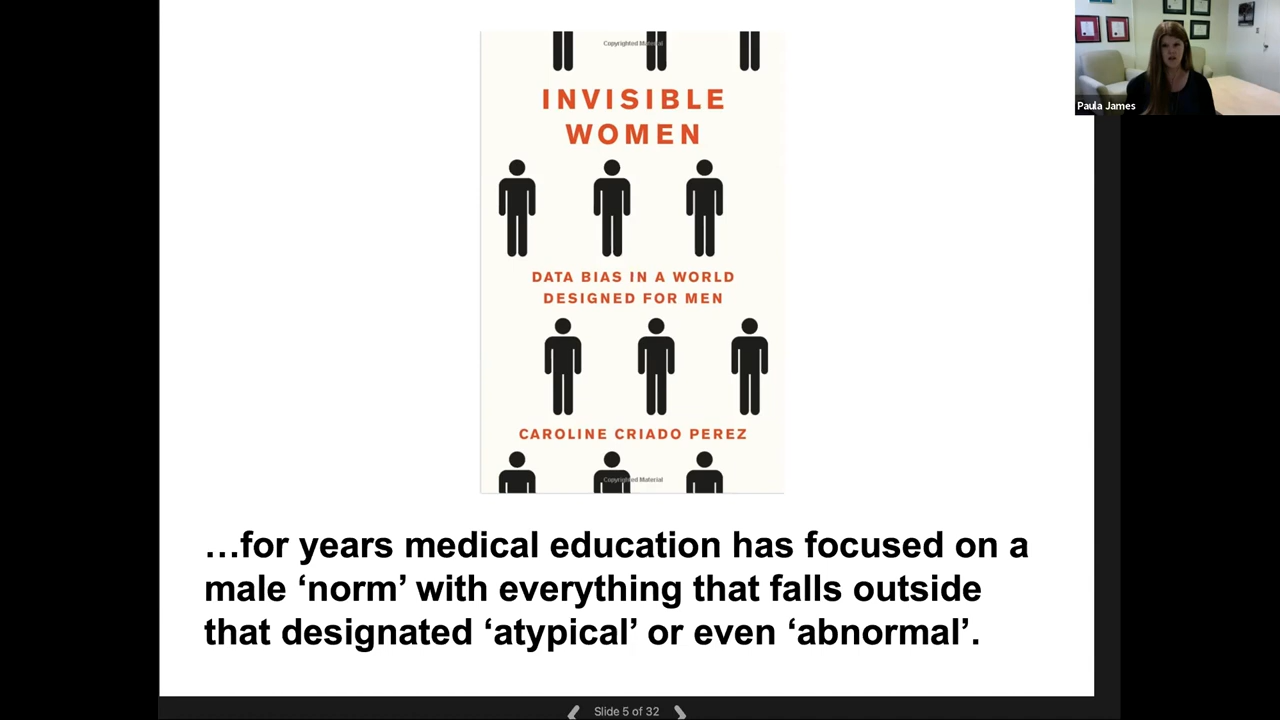 Copyrighted Material
INVISIBLE
WOMEN
DATA BIAS IN A WORLD
DESIGNED FOR MEN
CAROLINE CRIADO PEREZ
Copyrighted Material
…for years medical education has focused on a
male ‘norm’ with everything that falls outside
that designated ‘atypical’ or even ‘abnormal’.
Paula James
Slide 5 of 32